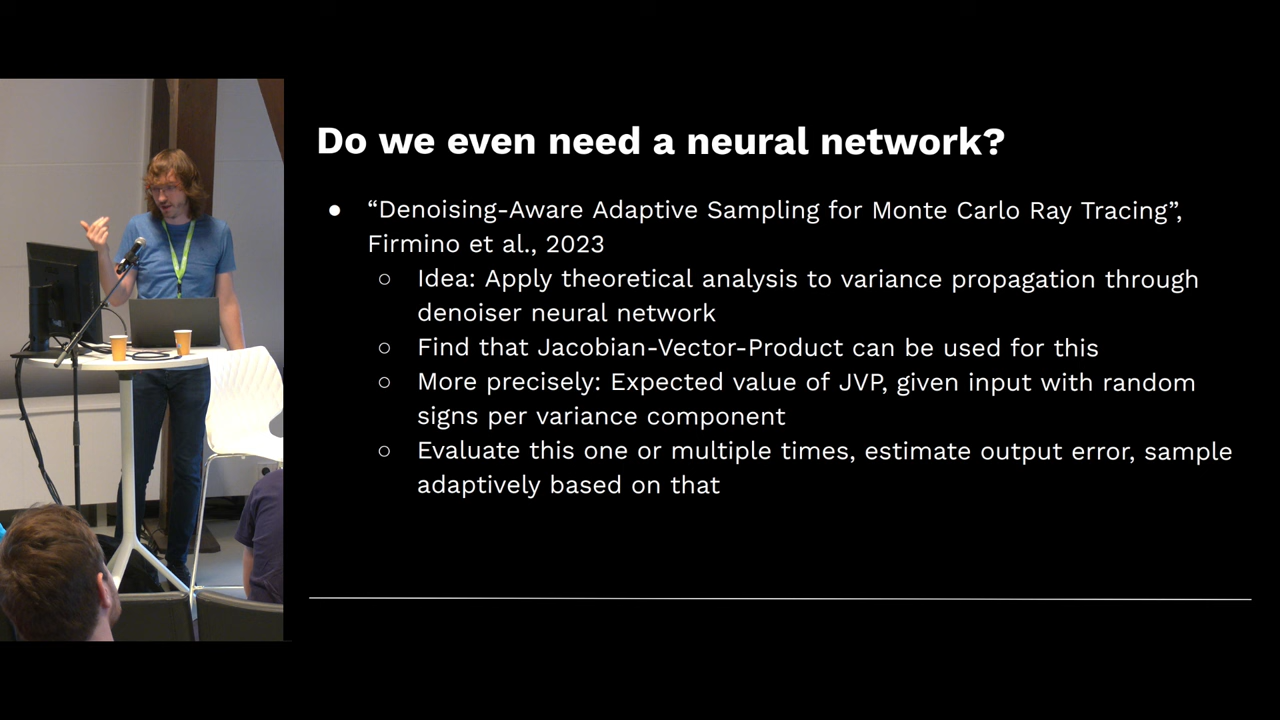 Do we even need a neural network?
● “Denoising-Aware Adaptive Sampling for Monte Carlo Ray Tracing”,
Firmino et al., 2023
○ Idea: Apply theoretical analysis to variance propagation through
denoiser neural network
○ Find that Jacobian-Vector-Product can be used for this
○ More precisely: Expected value of JVP, given input with random
signs per variance component
○ Evaluate this one or multiple times, estimate output error, sample
adaptively based on that